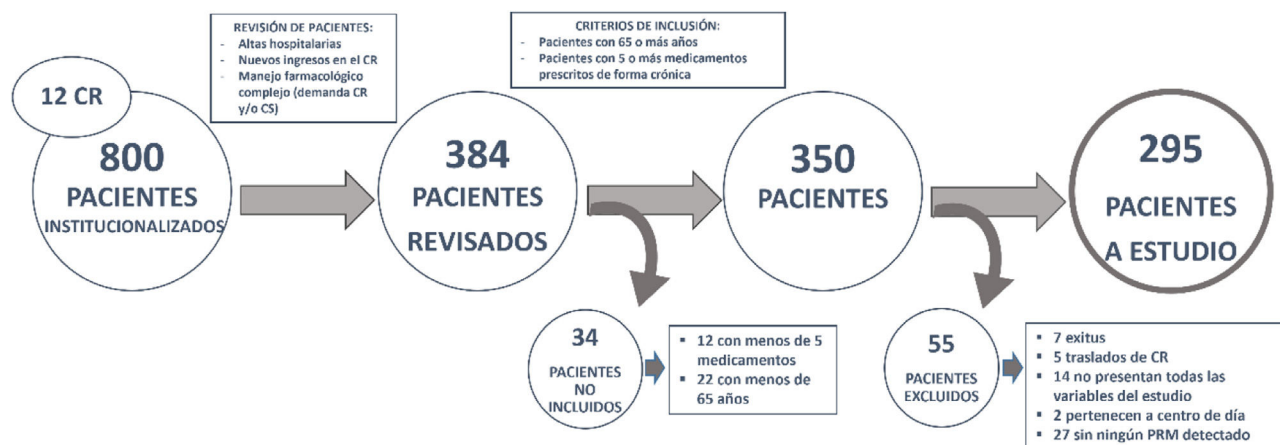 REVISIÓN DE PACIENTES:
- Altas hospitalarias
- Nuevos ingresos en el CR
- Manejo farmacológico
complejo (demanda CR
y/o CS)
CRITERIOS DE INCLUSIÓN:
- Pacientes con 65 o más años
- Pacientes con 5 o más medicamentos
prescritos de forma crónica
12 CR
800
PACIENTES
INSTITUCIONALIZADOS
384
PACIENTES
REVISADOS
350
PACIENTES
295
PACIENTES
A ESTUDIO
34
PACIENTES
NO
INCLUIDOS
▪ 12 con menos de 5
medicamentos
▪ 22 con menos de
65 años
55
PACIENTES
EXCLUIDOS
▪ 7 exitus
▪ 5 traslados de CR
▪ 14 no presentan todas las
variables del estudio
▪ 2 pertenecen a centro de día
▪ 27 sin ningún PRM detectado